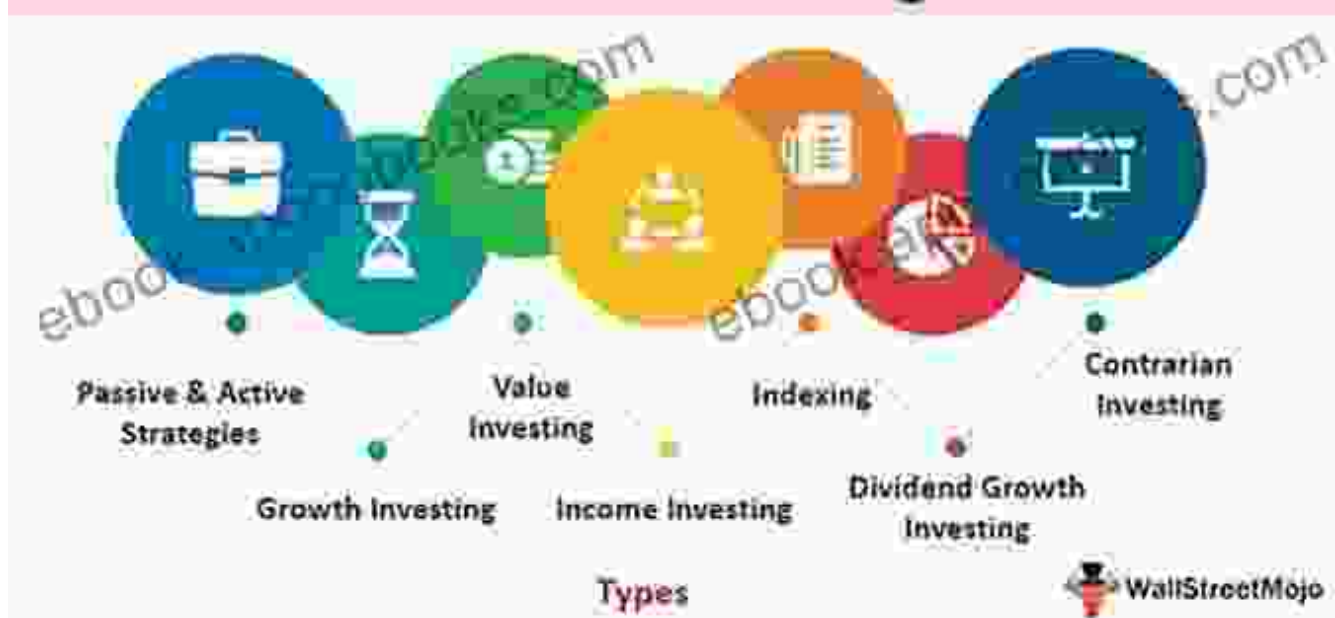 Passive & Active
Strategies
Growth Investing
Value
Investing
Income Investing
Indexing
Dividend Growth
Investing
Contrarian
Investing
Types
WallStreetMojo